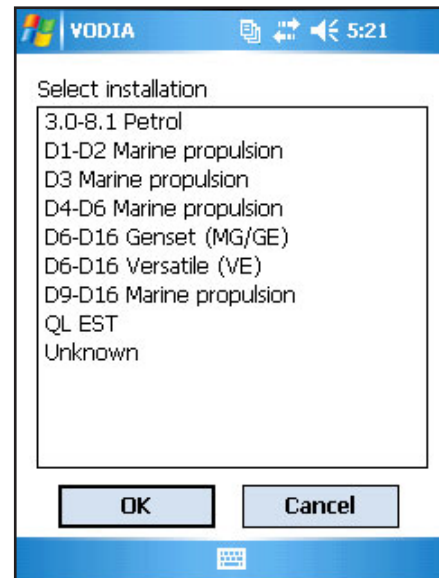 VODIA 5:21
Select installation
3.0-8.1 Petrol
D1-D2 Marine propulsion
D3 Marine propulsion
D4-D6 Marine propulsion
D6-D16 Genset (MG/GE)
D6-D16 Versatile (VE)
D9-D16 Marine propulsion
QL EST
Unknown
OK Cancel